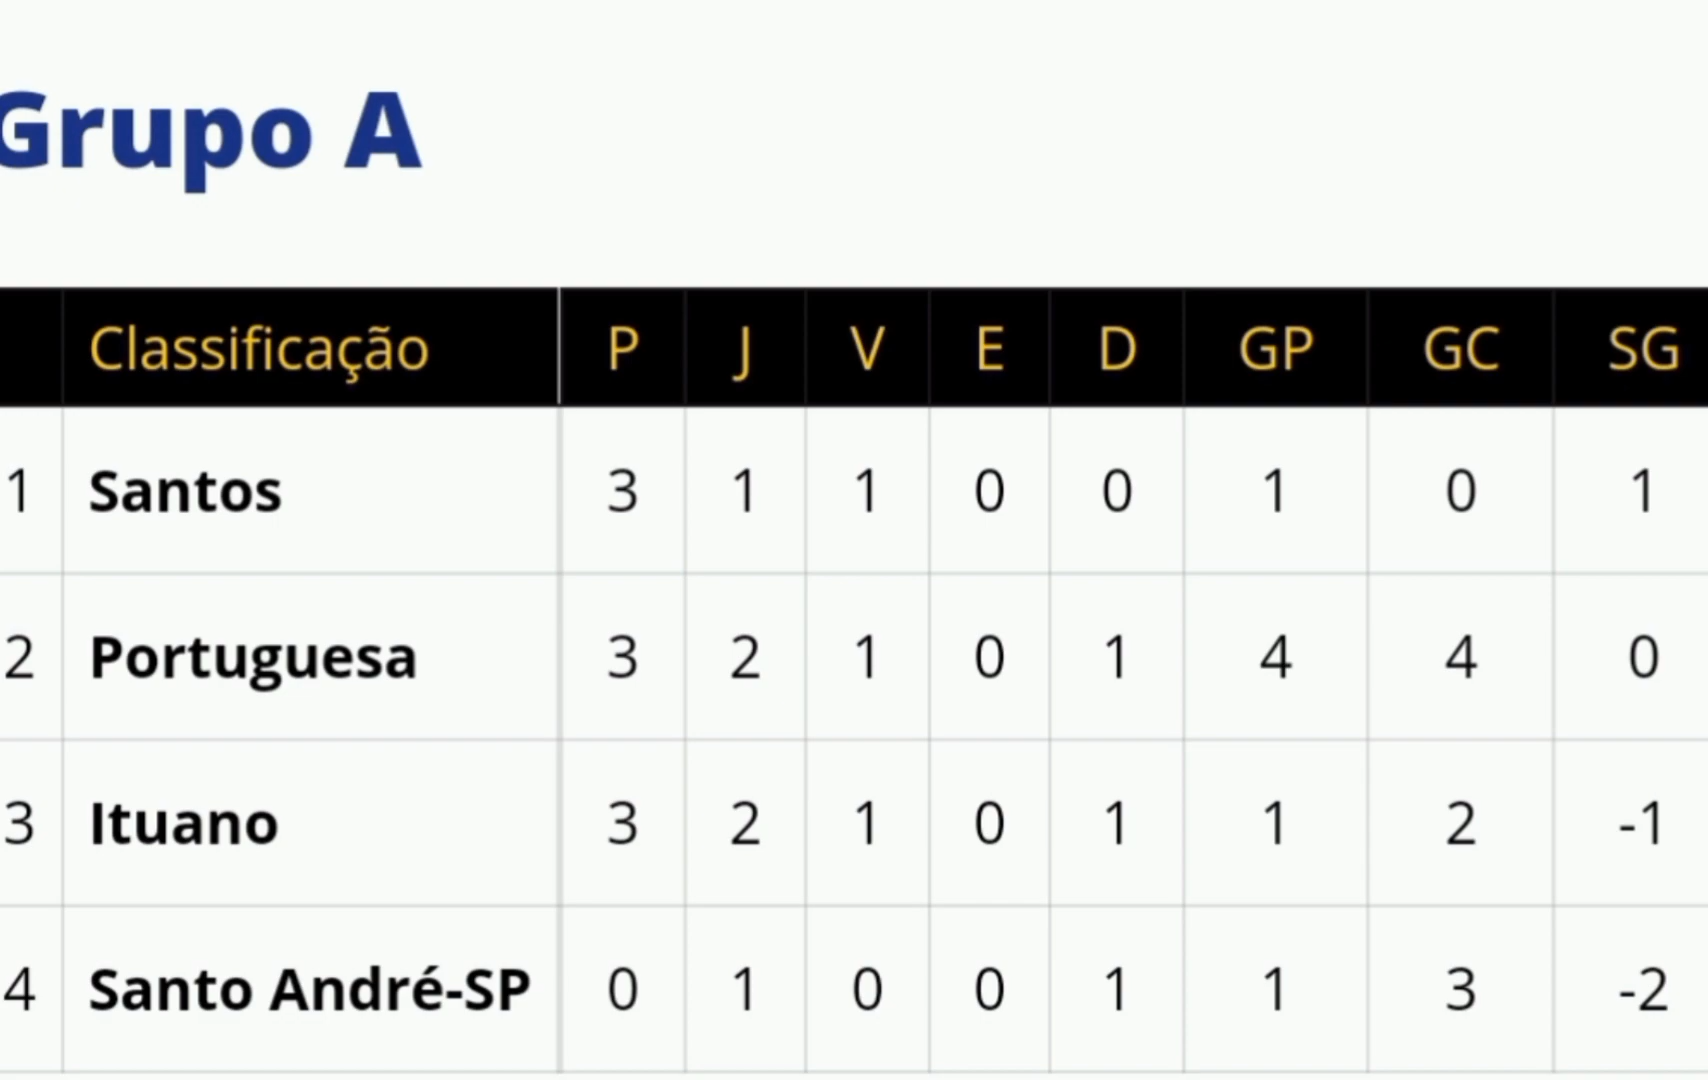 Grupo A
Classificação P J V E D GP GC SG
1 Santos 3 1 1 0 0 1 0 1
2 Portuguesa 3 2 1 0 1 4 4 0
3 Ituano 3 2 1 0 1 1 2 -1
4 Santo André-SP 0 1 0 0 1 1 3 -2